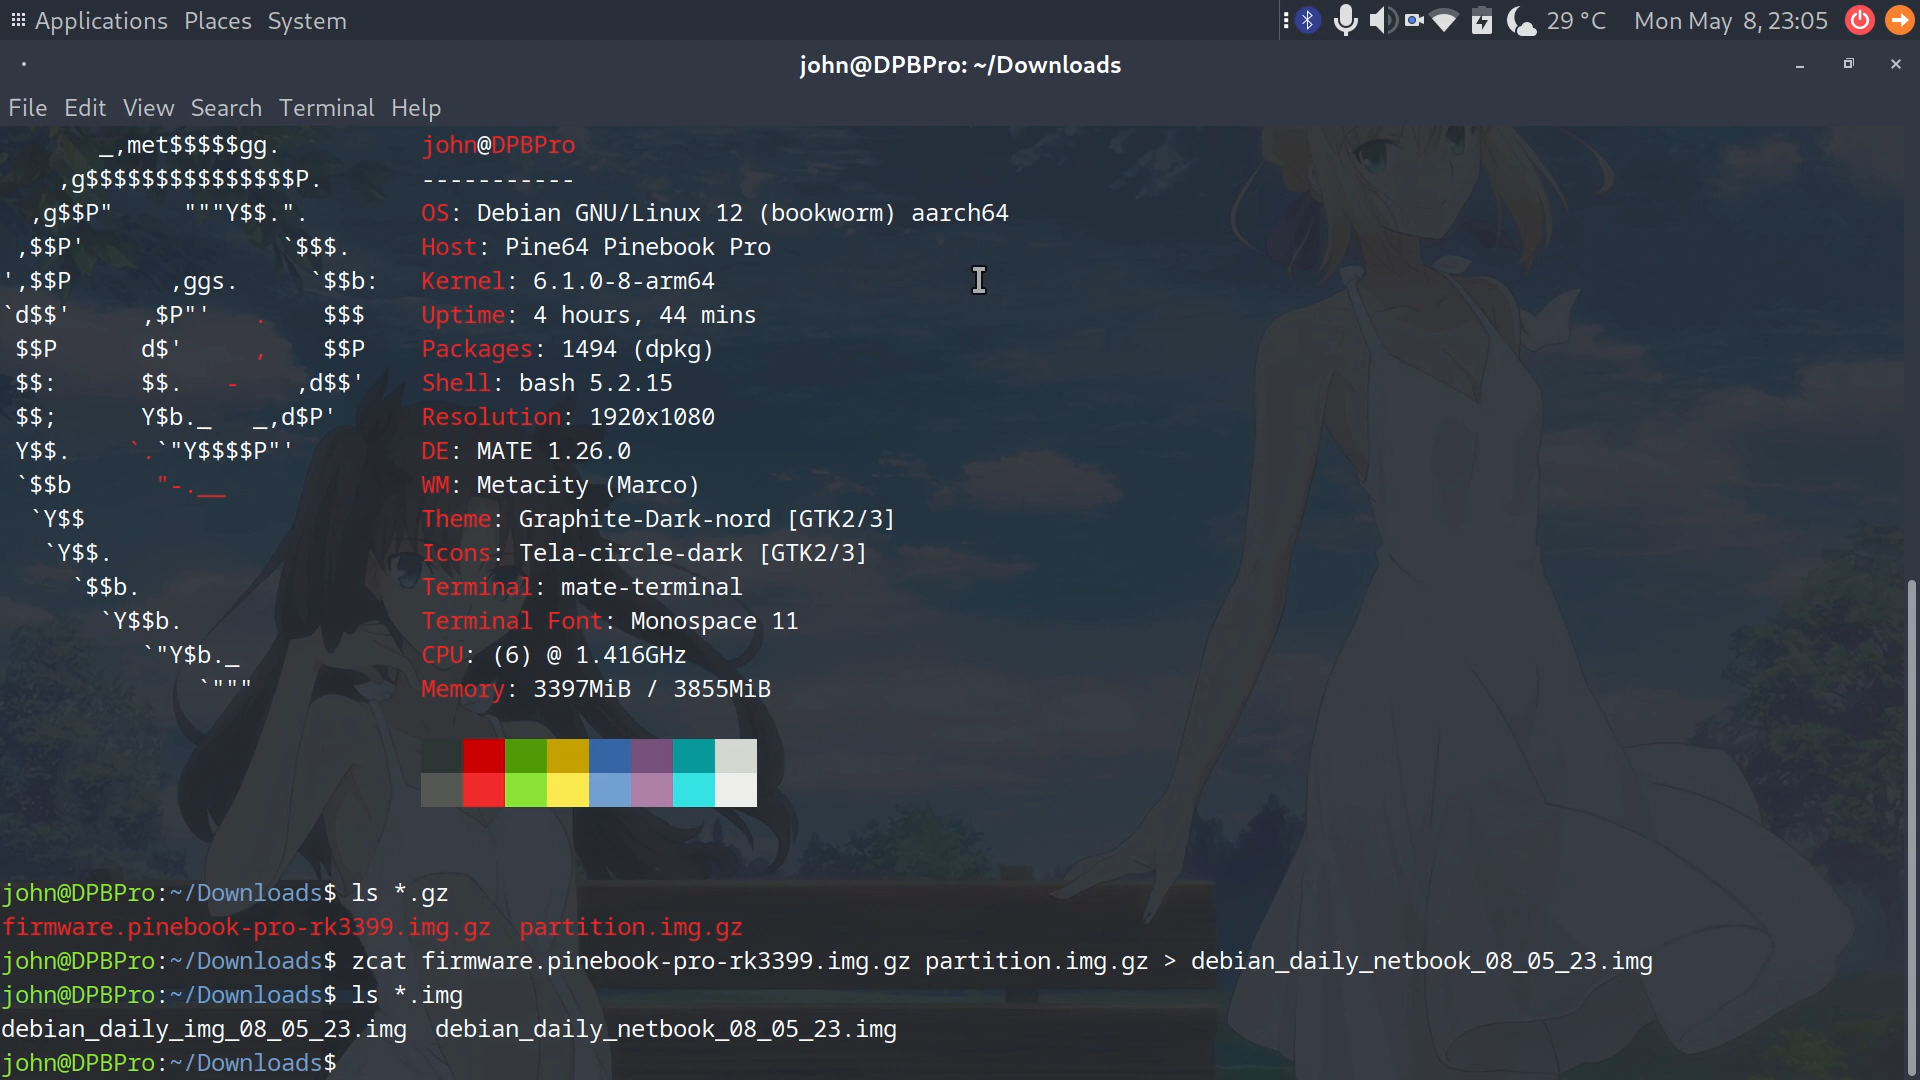 Applications Places System 29 °C Mon May 8, 23:05
john@DPBPro: ~/Downloads
File Edit View Search Terminal Help
       _,met$$$$$gg.          john@DPBPro
    ,g$$$$$$$$$$$$$$$P.       -----------
  ,g$$P"     """Y$$.".        OS: Debian GNU/Linux 12 (bookworm) aarch64
 ,$$P'              `$$$.     Host: Pine64 Pinebook Pro
',$$P       ,ggs.     `$$b:   Kernel: 6.1.0-8-arm64
`d$$'     ,$P"'   .    $$$    Uptime: 4 hours, 44 mins
 $$P      d$'     ,    $$P    Packages: 1494 (dpkg)
 $$:      $$.   -    ,d$$'    Shell: bash 5.2.15
 $$;      Y$b._   _,d$P'      Resolution: 1920x1080
 Y$$.    `.`"Y$$$$P"'         DE: MATE 1.26.0
 `$$b      "-.__              WM: Metacity (Marco)
  `Y$$                        Theme: Graphite-Dark-nord [GTK2/3]
   `Y$$.                      Icons: Tela-circle-dark [GTK2/3]
     `$$b.                    Terminal: mate-terminal
       `Y$$b.                 Terminal Font: Monospace 11
          `"Y$b._             CPU: (6) @ 1.416GHz
              `"""            Memory: 3397MiB / 3855MiB
john@DPBPro:~/Downloads$ ls *.gz
firmware.pinebook-pro-rk3399.img.gz  partition.img.gz
john@DPBPro:~/Downloads$ zcat firmware.pinebook-pro-rk3399.img.gz partition.img.gz > debian_daily_netbook_08_05_23.img
john@DPBPro:~/Downloads$ ls *.img
debian_daily_img_08_05_23.img  debian_daily_netbook_08_05_23.img
john@DPBPro:~/Downloads$